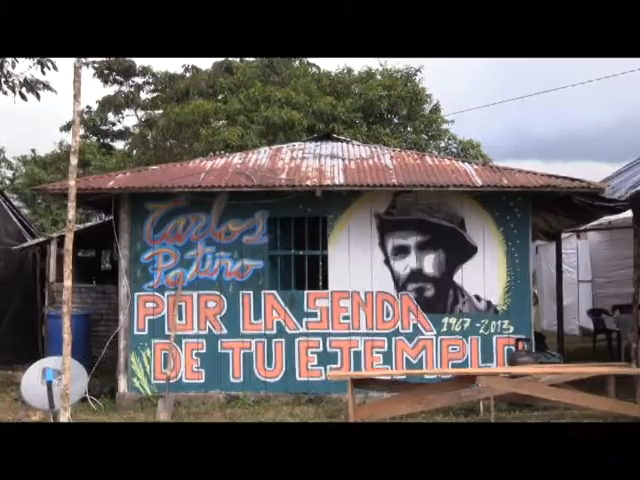 Carlos
Patiño
POR LA SENDA
1967-2013
DE TU EJEMPLO